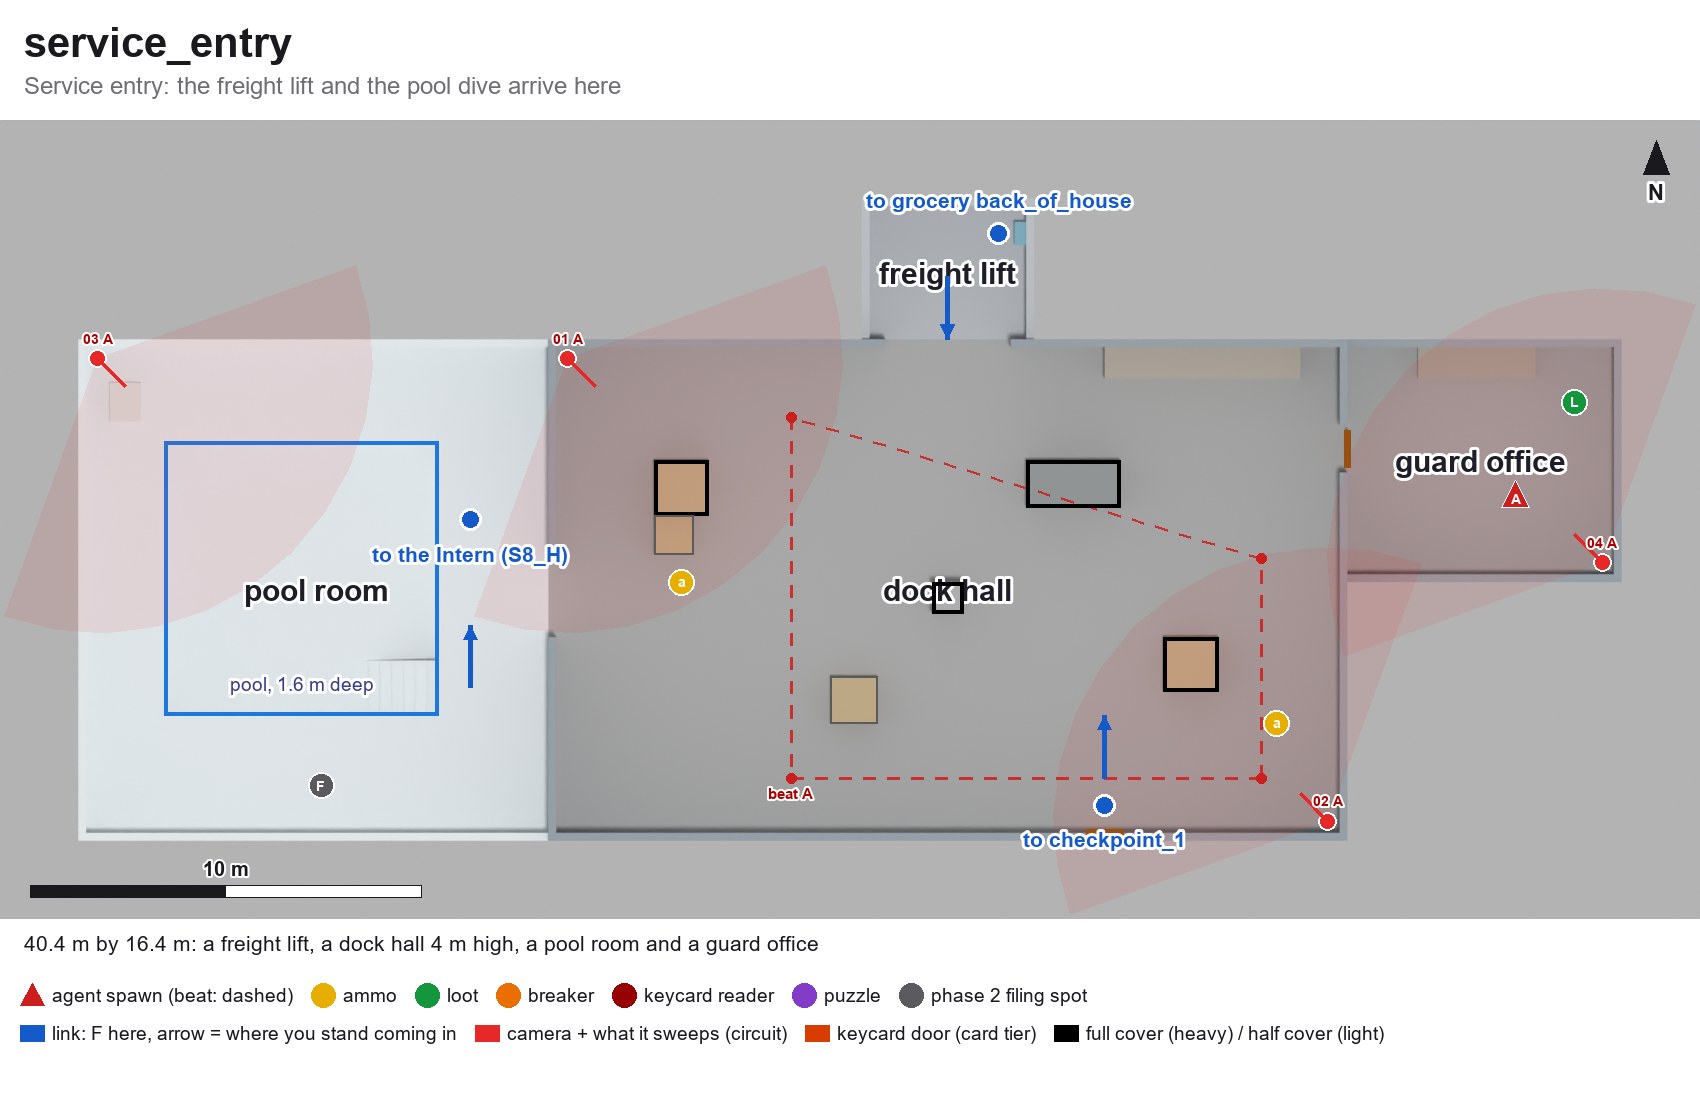 service_entry
Service entry: the freight lift and the pool dive arrive here
N
to grocery back_of_house
freight lift
03 A
01 A
L
guard office
A
04 A
to the Intern (S8_H)
a
pool room
dock hall
pool, 1.6 m deep
a
F
beat A
02 A
to checkpoint_1
10 m
40.4 m by 16.4 m: a freight lift, a dock hall 4 m high, a pool room and a guard office
agent spawn (beat: dashed)
ammo
loot
breaker
keycard reader
puzzle
phase 2 filing spot
link: F here, arrow = where you stand coming in
camera + what it sweeps (circuit)
keycard door (card tier)
full cover (heavy) / half cover (light)